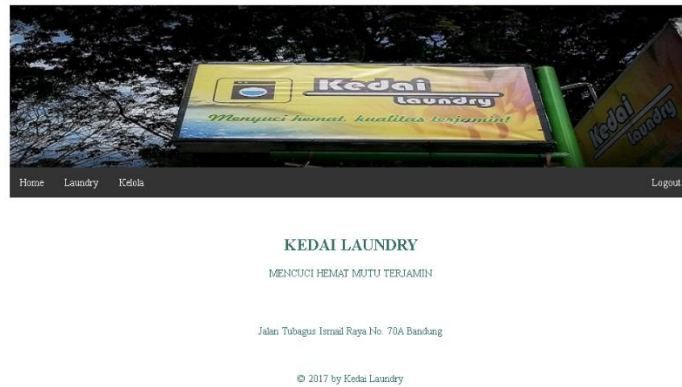 Kedai
Laundry
Menyuci hemat, kualitas terjamin!
Kedai
Laundry
Home Laundry Kelola Logout
KEDAI LAUNDRY
MENCUCI HEMAT MUTU TERJAMIN
Jalan Tubagus Ismail Raya No. 70A Bandung
© 2017 by Kedai Laundry